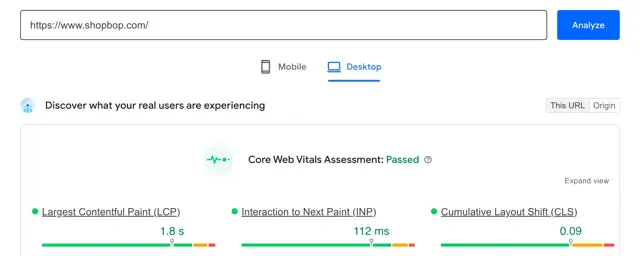 https://www.shopbop.com/
Analyze
Mobile Desktop
Discover what your real users are experiencing
This URL Origin
Core Web Vitals Assessment: Passed
Expand view
Largest Contentful Paint (LCP) Interaction to Next Paint (INP) Cumulative Layout Shift (CLS)
1.8 s 112 ms 0.09